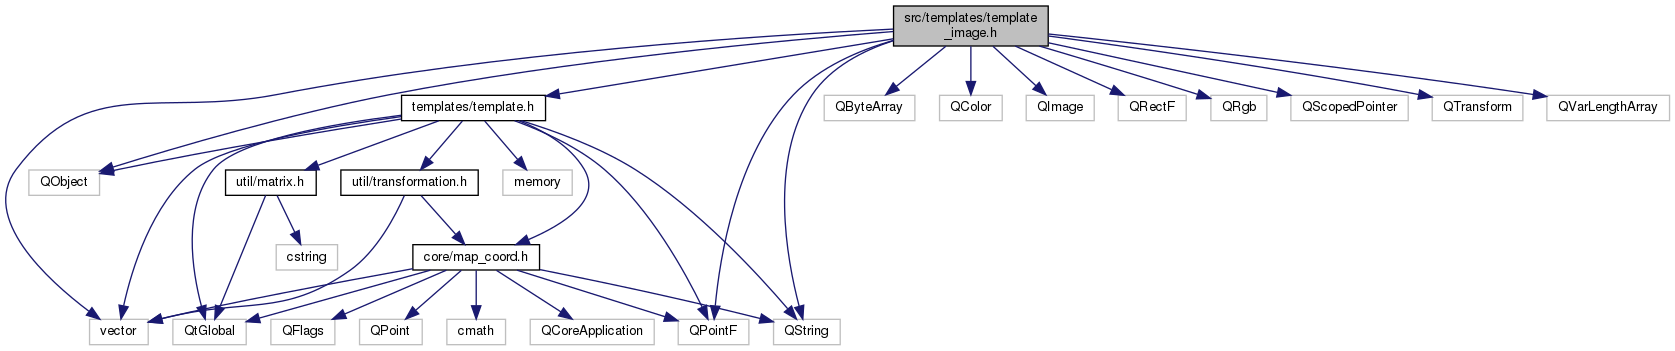 src/templates/template
_image.h
templates/template.h
QByteArray
QColor
QImage
QRectF
QRgb
QScopedPointer
QTransform
QVarLengthArray
QObject
util/matrix.h
util/transformation.h
memory
cstring
core/map_coord.h
vector
QtGlobal
QFlags
QPoint
cmath
QCoreApplication
QPointF
QString